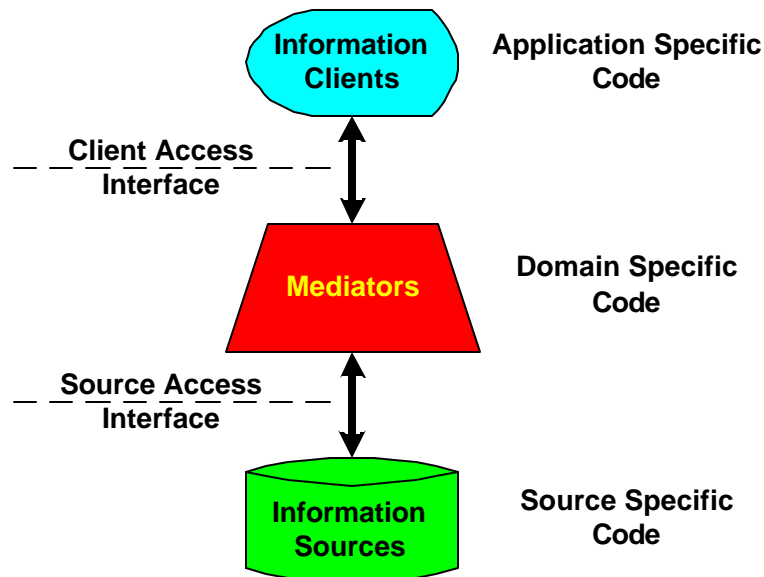 Information
Clients
Application Specific
Code
Client Access
Interface
Mediators
Domain Specific
Code
Source Access
Interface
Information
Sources
Source Specific
Code